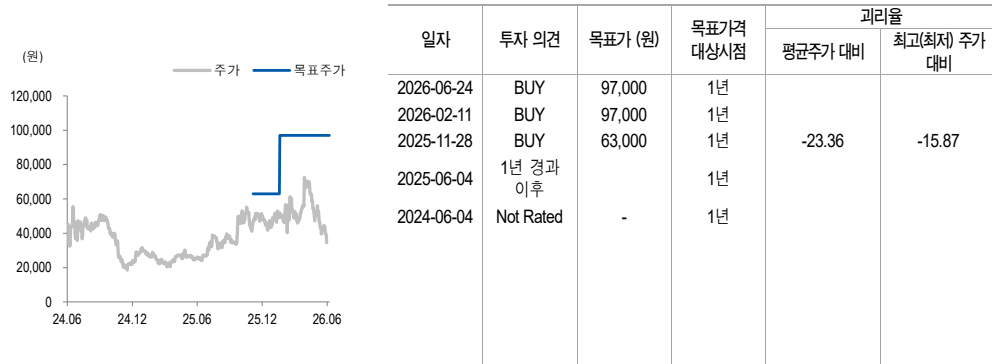 (원)
주가 목표주가
120,000
100,000
80,000
60,000
40,000
20,000
0
24.06 24.12 25.06 25.12 26.06
일자 투자 의견 목표가 (원) 목표가격 대상시점 괴리율
평균주가 대비 최고(최저) 주가 대비
2026-06-24 BUY 97,000 1년
2026-02-11 BUY 97,000 1년
2025-11-28 BUY 63,000 1년 -23.36 -15.87
2025-06-04 1년 경과 이후 1년
2024-06-04 Not Rated - 1년